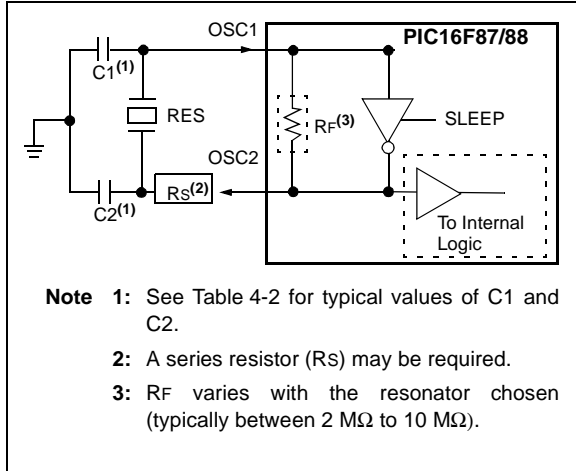 OSC1
PIC16F87/88
C1(1)
RES
RF(3)
SLEEP
OSC2
RS(2)
C2(1)
To Internal
Logic
Note 1: See Table 4-2 for typical values of C1 and
C2.
2: A series resistor (RS) may be required.
3: RF varies with the resonator chosen
(typically between 2 MΩ to 10 MΩ).